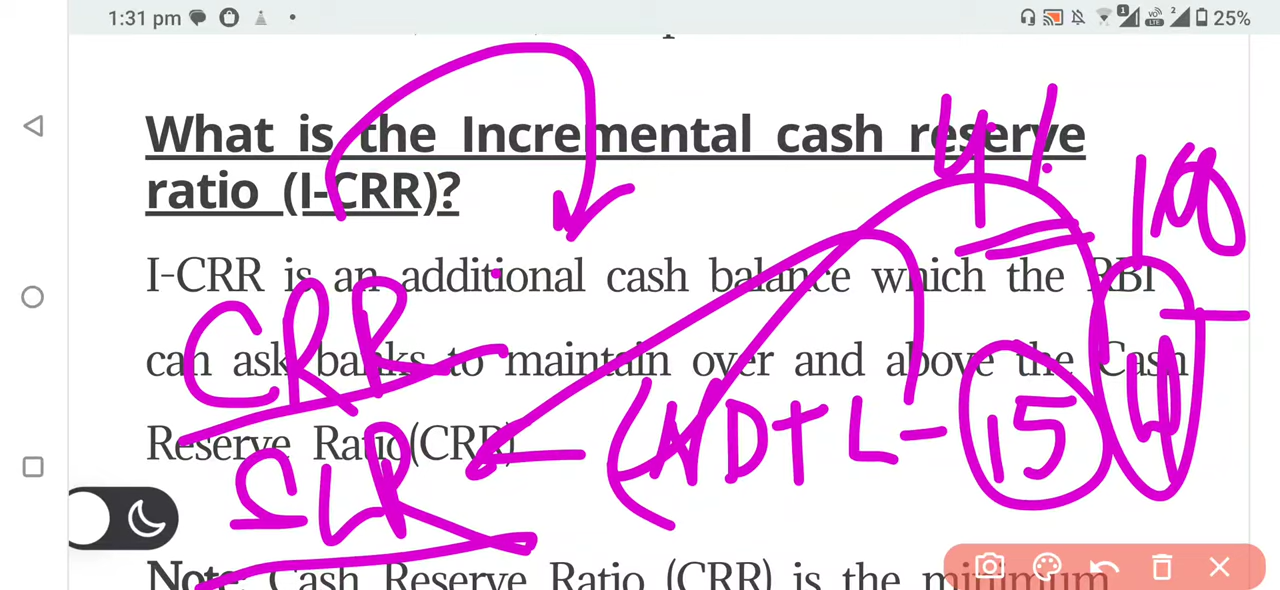 1:31 pm 25%
What is the Incremental cash reserve
ratio (I-CRR)?
4%
100
I-CRR is an additional cash balance which the RBI
can ask banks to maintain over and above the Cash
Reserve Ratio(CRR)
CRR
SLR
(NDTL - 15
Note: Cash Reserve Ratio (CRR) is the minimum